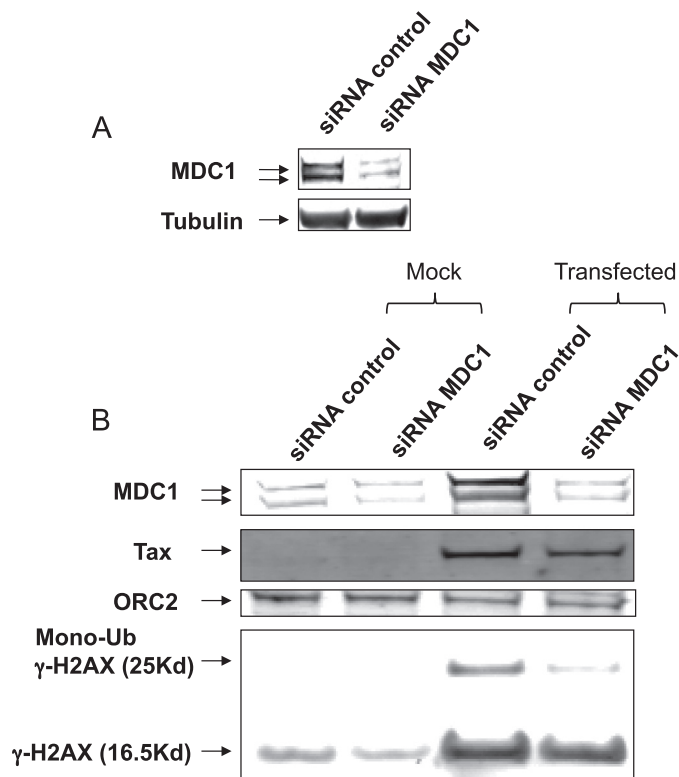 siRNA control
siRNA MDC1
A
MDC1
Tubulin
Mock
Transfected
siRNA control
siRNA MDC1
siRNA control
siRNA MDC1
B
MDC1
Tax
ORC2
Mono-Ub
γ-H2AX (25Kd)
γ-H2AX (16.5Kd)